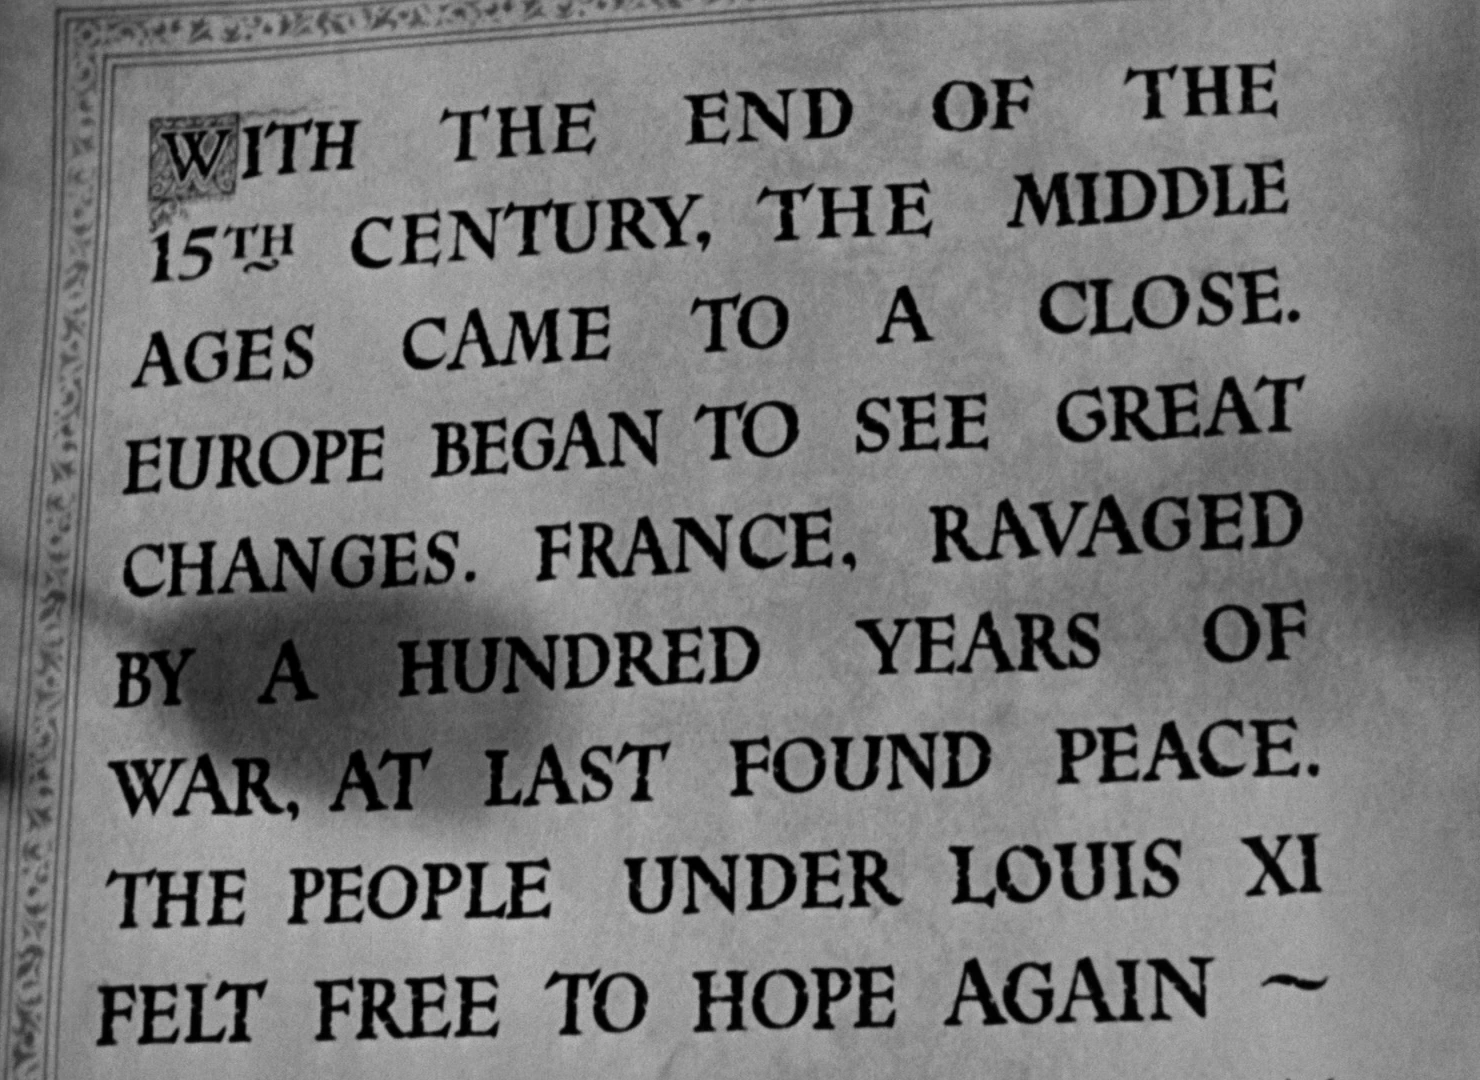 WITH THE END OF THE
15TH CENTURY, THE MIDDLE
AGES CAME TO A CLOSE.
EUROPE BEGAN TO SEE GREAT
CHANGES. FRANCE, RAVAGED
BY A HUNDRED YEARS OF
WAR, AT LAST FOUND PEACE.
THE PEOPLE UNDER LOUIS XI
FELT FREE TO HOPE AGAIN ~